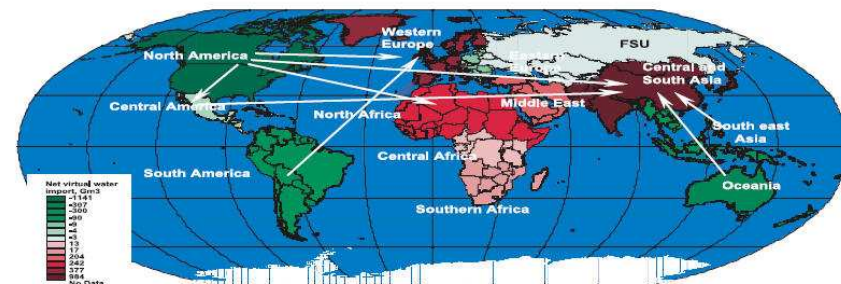 Western
Europe
North America
Eastern
Europe
FSU
Central and
South Asia
Central America
North Africa
Middle East
South east
Asia
Central Africa
South America
Oceania
Southern Africa
Net virtual water
import, Gm3
-1141
-307
-300
-90
-9
-4
-3
13
17
204
242
377
984
No Data